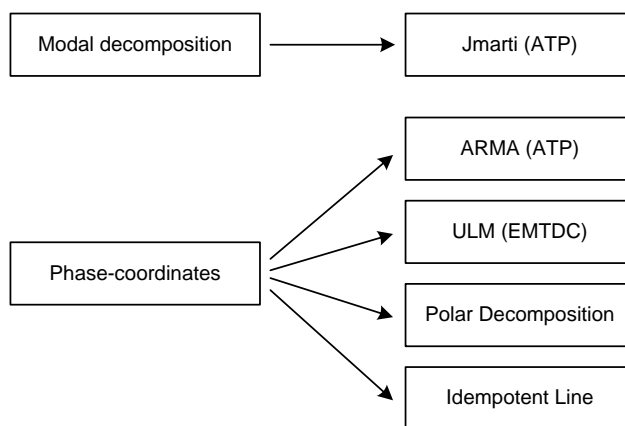 Modal decomposition
Jmarti (ATP)
ARMA (ATP)
ULM (EMTDC)
Phase-coordinates
Polar Decomposition
Idempotent Line